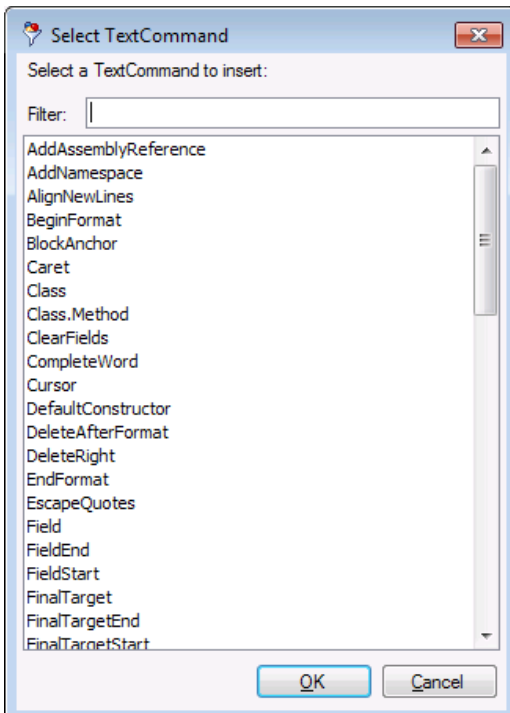 Select TextCommand
Select a TextCommand to insert:
Filter:
AddAssemblyReference
AddNamespace
AlignNewLines
BeginFormat
BlockAnchor
Caret
Class
Class.Method
ClearFields
CompleteWord
Cursor
DefaultConstructor
DeleteAfterFormat
DeleteRight
EndFormat
EscapeQuotes
Field
FieldEnd
FieldStart
FinalTarget
FinalTargetEnd
FinalTargetStart
OK Cancel